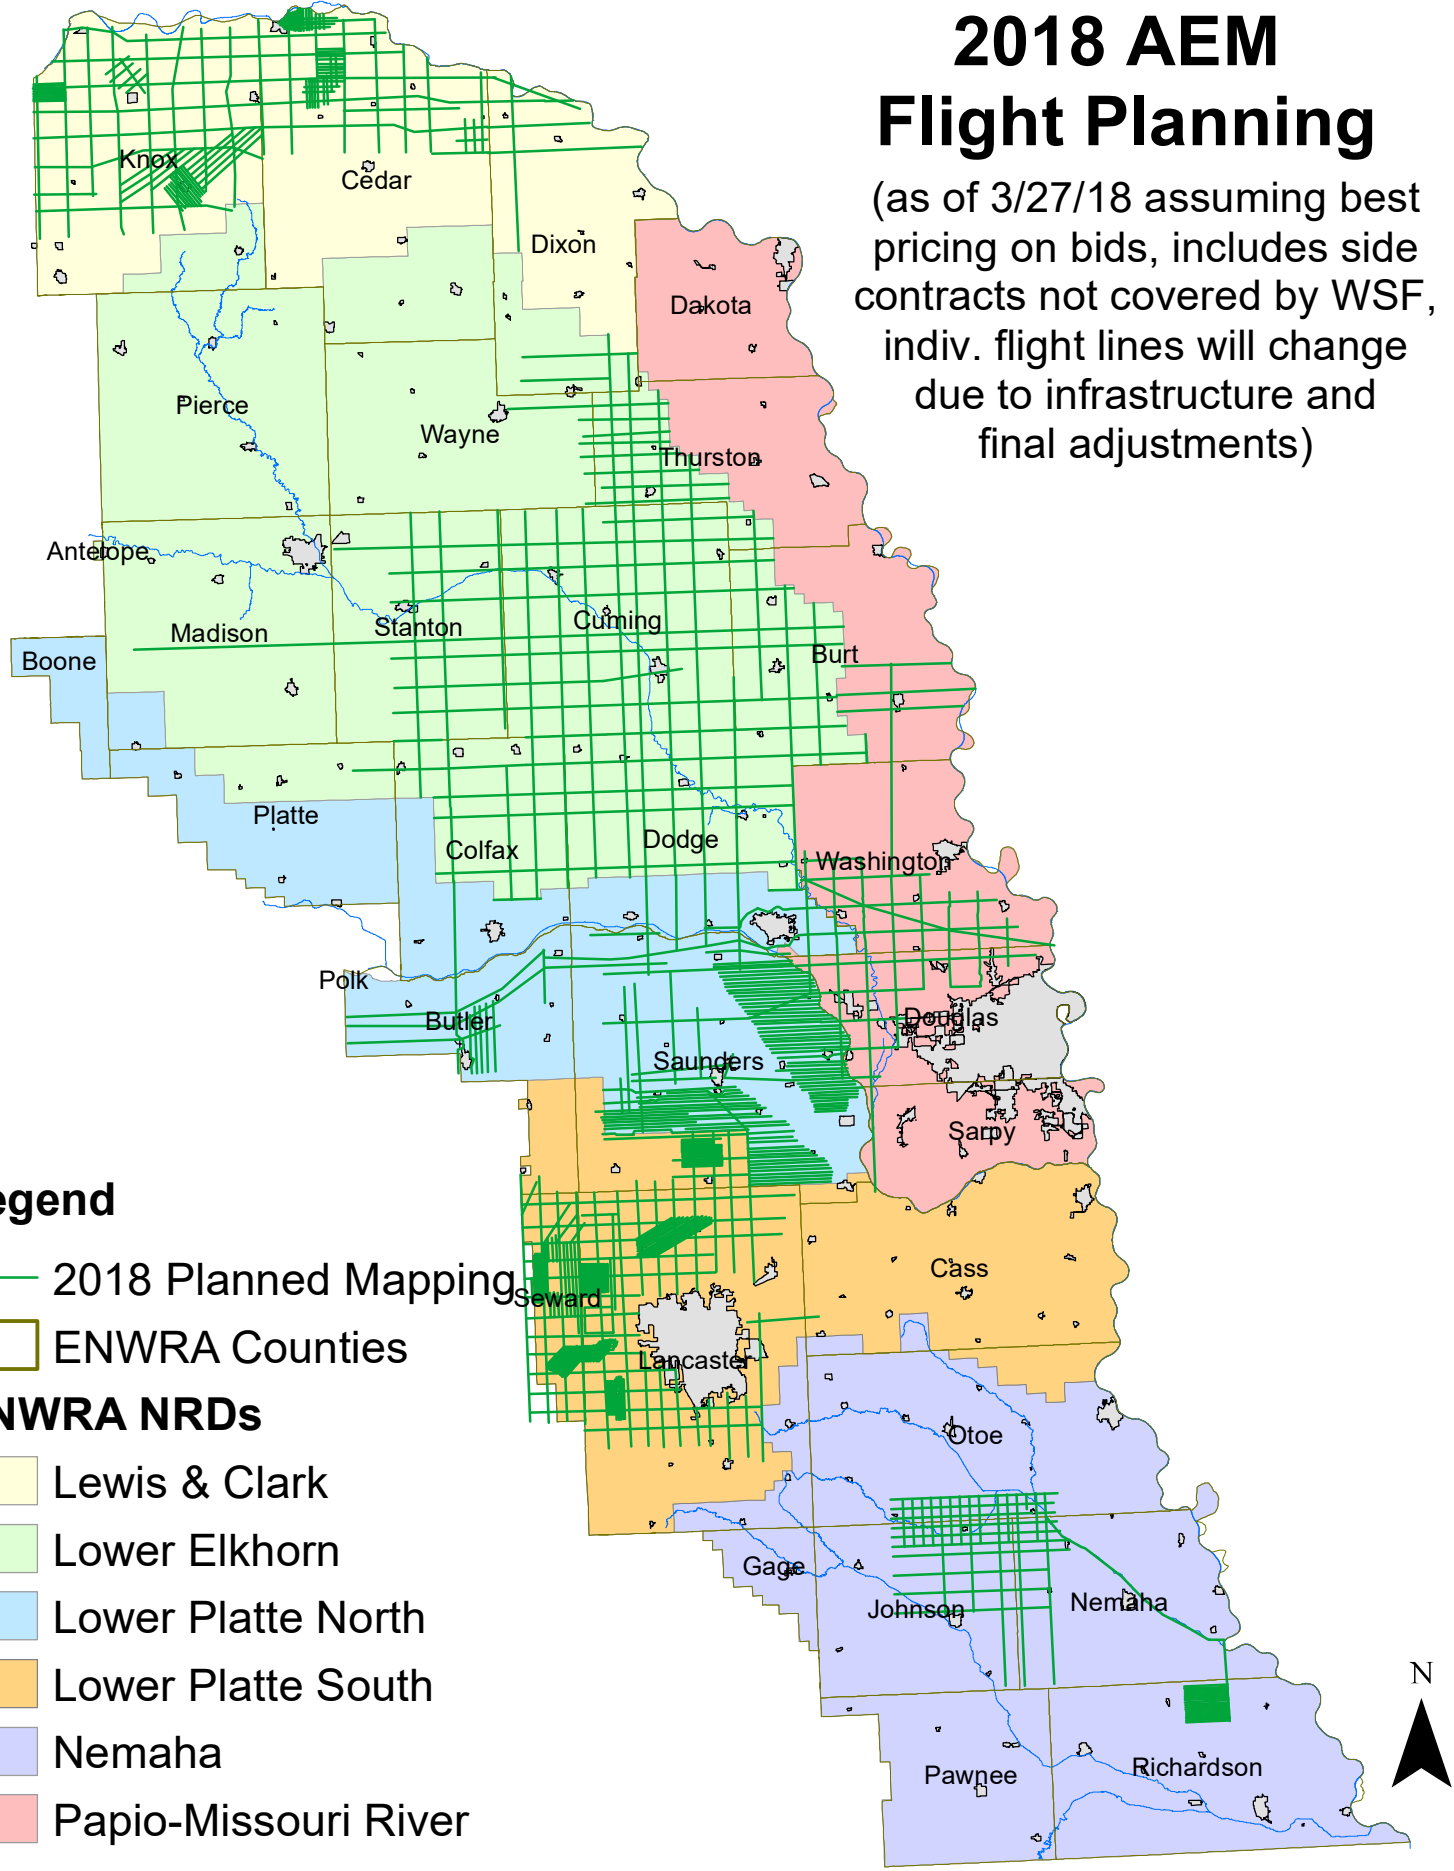 2018 AEM
Flight Planning
(as of 3/27/18 assuming best
pricing on bids, includes side
contracts not covered by WSF,
indiv. flight lines will change
due to infrastructure and
final adjustments)
Knox
Cedar
Dixon
Dakota
Pierce
Wayne
Thurston
Antelope
Madison
Stanton
Cuming
Boone
Burt
Platte
Colfax
Dodge
Washington
Polk
Butler
Douglas
Saunders
Sarpy
Seward
Cass
Lancaster
Otoe
Gage
Johnson
Nemaha
Pawnee
Richardson
egend
2018 Planned Mapping
ENWRA Counties
NWRA NRDs
Lewis & Clark
Lower Elkhorn
Lower Platte North
Lower Platte South
Nemaha
Papio-Missouri River
N